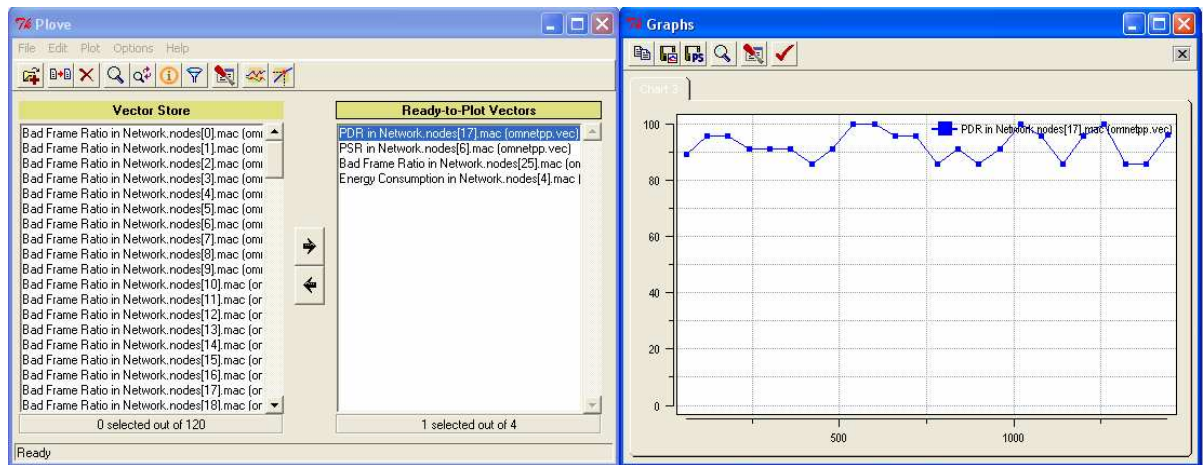 Plove
File Edit Plot Options Help
Vector Store
Bad Frame Ratio in Network.nodes[0].mac (omn
Bad Frame Ratio in Network.nodes[1].mac (omn
Bad Frame Ratio in Network.nodes[2].mac (omn
Bad Frame Ratio in Network.nodes[3].mac (omn
Bad Frame Ratio in Network.nodes[4].mac (omn
Bad Frame Ratio in Network.nodes[5].mac (omn
Bad Frame Ratio in Network.nodes[6].mac (omn
Bad Frame Ratio in Network.nodes[7].mac (omn
Bad Frame Ratio in Network.nodes[8].mac (omn
Bad Frame Ratio in Network.nodes[9].mac (omn
Bad Frame Ratio in Network.nodes[10].mac (or
Bad Frame Ratio in Network.nodes[11].mac (or
Bad Frame Ratio in Network.nodes[12].mac (or
Bad Frame Ratio in Network.nodes[13].mac (or
Bad Frame Ratio in Network.nodes[14].mac (or
Bad Frame Ratio in Network.nodes[15].mac (or
Bad Frame Ratio in Network.nodes[16].mac (or
Bad Frame Ratio in Network.nodes[17].mac (or
Bad Frame Ratio in Network.nodes[18].mac (or
0 selected out of 120
Ready-to-Plot Vectors
PDR in Network.nodes[17].mac (omnetpp.vec)
PSR in Network.nodes[6].mac (omnetpp.vec)
Bad Frame Ratio in Network.nodes[25].mac (on
Energy Consumption in Network.nodes[4].mac (
1 selected out of 4
Ready
Graphs
PS
Chart 3
PDR in Network.nodes[17].mac (omnetpp.vec)
100
80
60
40
20
0
500
1000